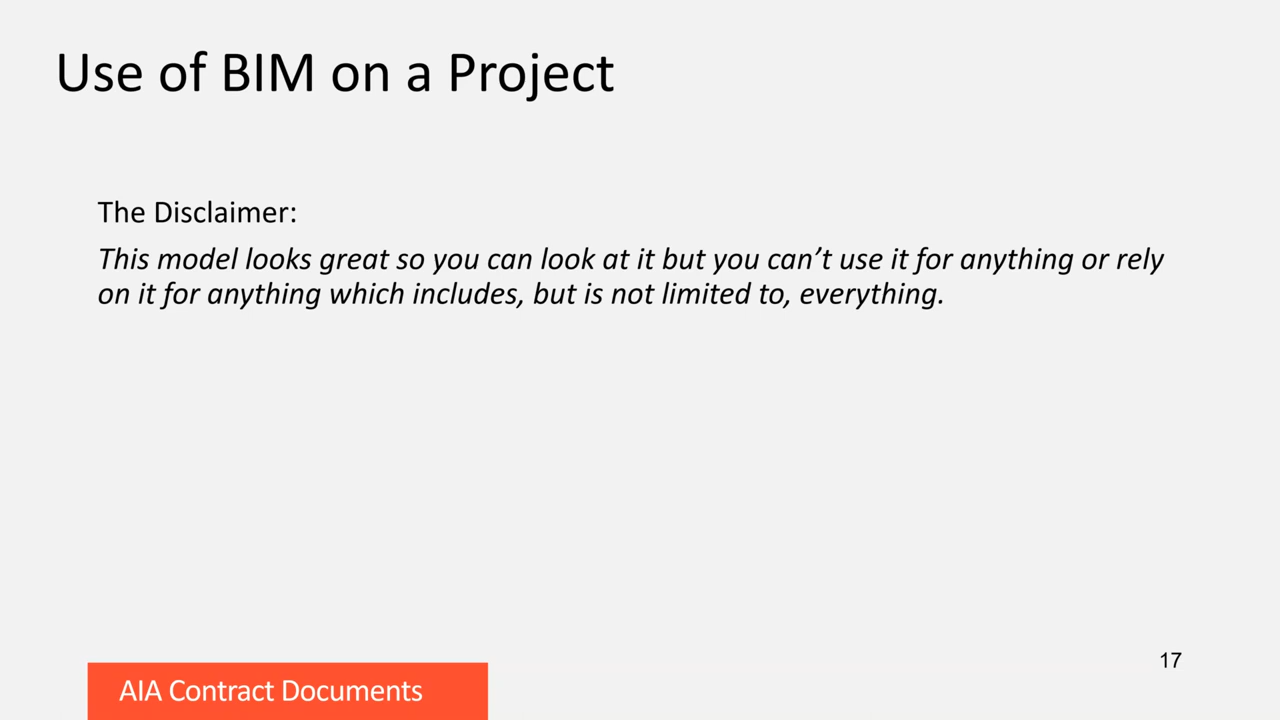 Use of BIM on a Project
The Disclaimer:
This model looks great so you can look at it but you can’t use it for anything or rely
on it for anything which includes, but is not limited to, everything.
17
AIA Contract Documents